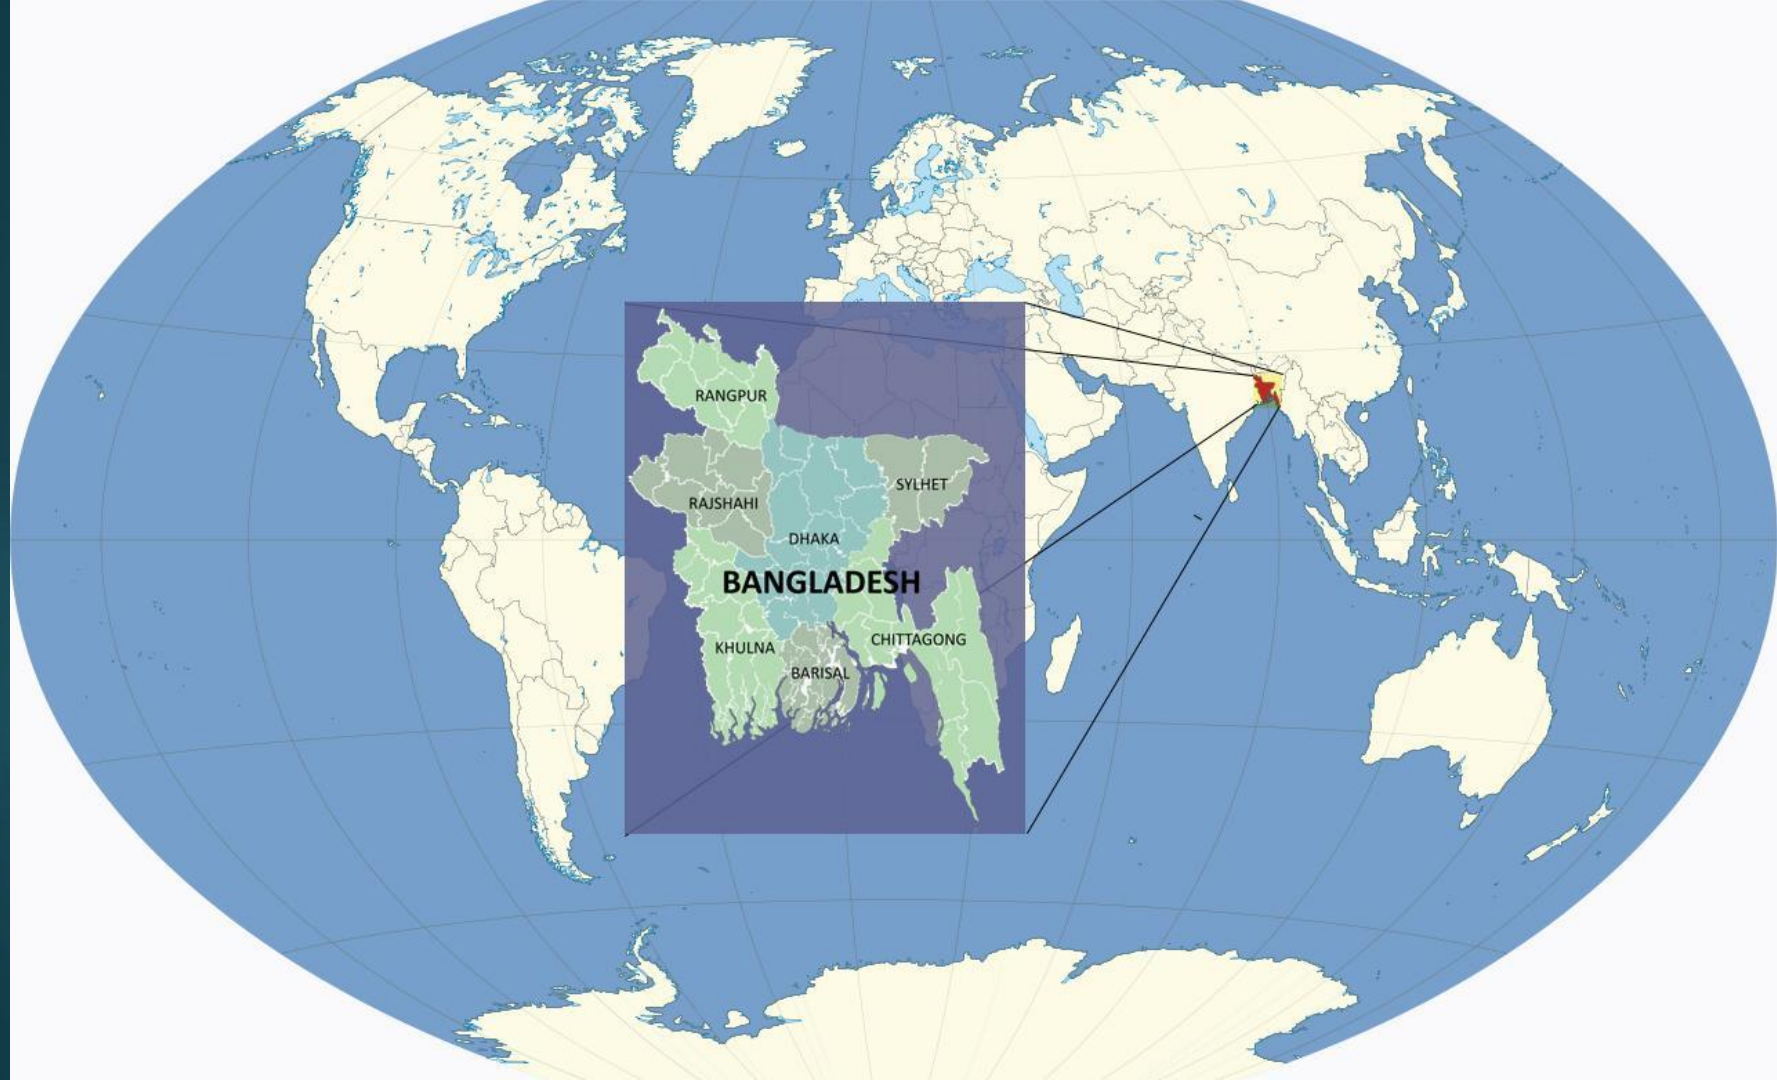 RANGPUR
SYLHET
RAJSHAHI
DHAKA
BANGLADESH
CHITTAGONG
KHULNA
BARISAL